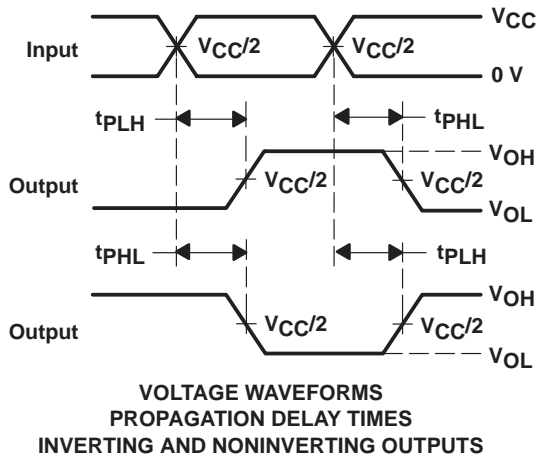 VCC
Input VCC/2 VCC/2
0 V
tPLH tPHL
VOH
Output VCC/2 VCC/2
VOL
tPHL tPLH
VOH
Output VCC/2 VCC/2
VOL
VOLTAGE WAVEFORMS
PROPAGATION DELAY TIMES
INVERTING AND NONINVERTING OUTPUTS